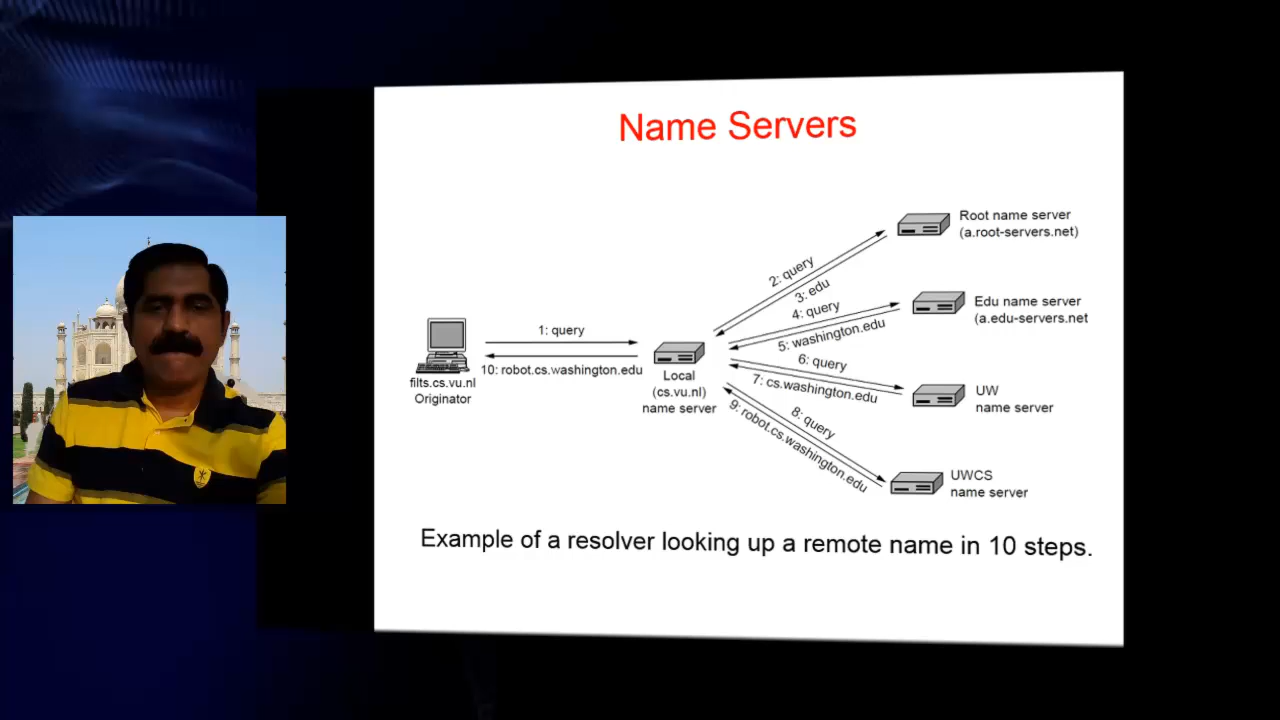 Name Servers
Root name server
(a.root-servers.net)
2: query
3: edu
Edu name server
(a.edu-servers.net
4: query
5: washington.edu
1: query
10: robot.cs.washington.edu
filts.cs.vu.nl
Originator
Local
(cs.vu.nl)
name server
6: query
7: cs.washington.edu
UW
name server
8: query
9: robot.cs.washington.edu
UWCS
name server
Example of a resolver looking up a remote name in 10 steps.